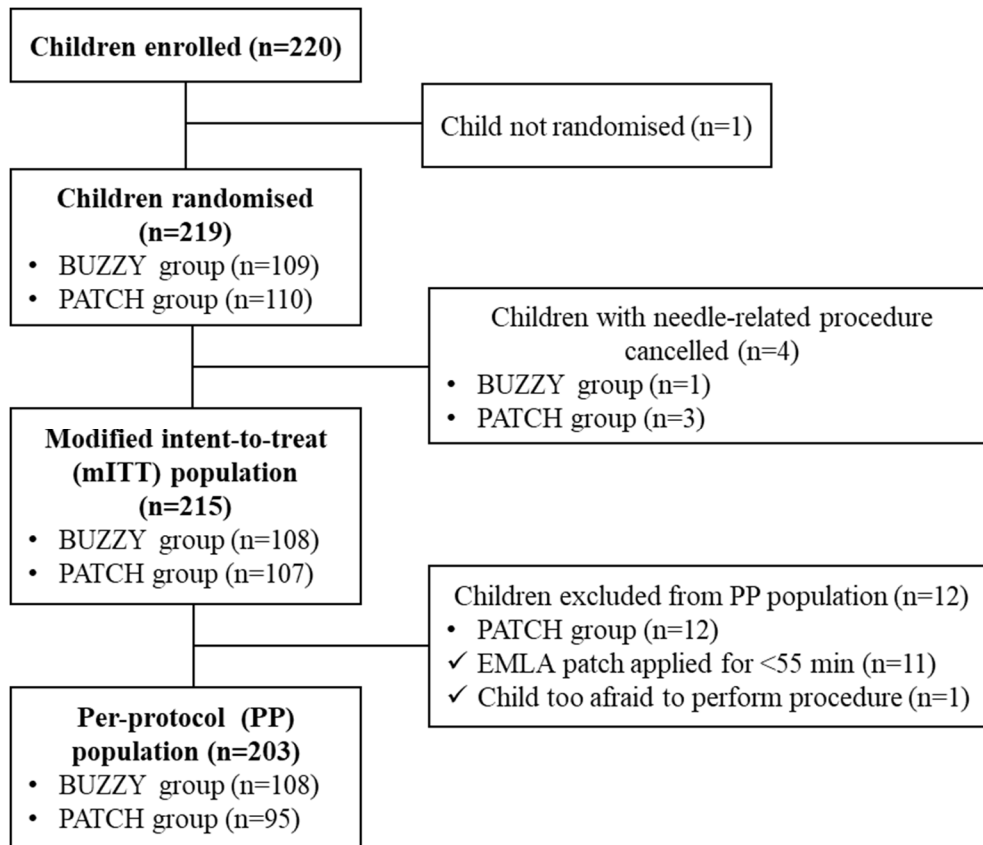 Children enrolled (n=220)
Child not randomised (n=1)
Children randomised
(n=219)
• BUZZY group (n=109)
• PATCH group (n=110)
Children with needle-related procedure
cancelled (n=4)
• BUZZY group (n=1)
• PATCH group (n=3)
Modified intent-to-treat
(mITT) population
(n=215)
• BUZZY group (n=108)
• PATCH group (n=107)
Children excluded from PP population (n=12)
• PATCH group (n=12)
✓ EMLA patch applied for <55 min (n=11)
✓ Child too afraid to perform procedure (n=1)
Per-protocol (PP)
population (n=203)
• BUZZY group (n=108)
• PATCH group (n=95)